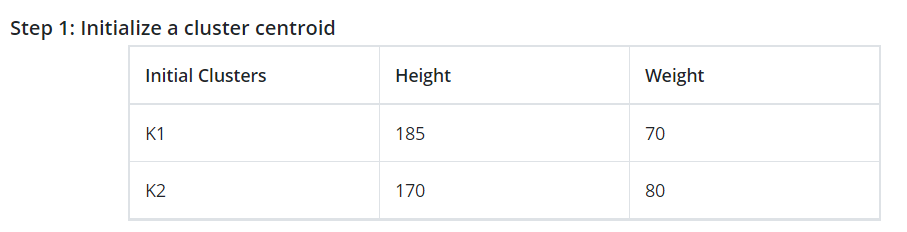 Step 1: Initialize a cluster centroid
Initial Clusters Height Weight
K1 185 70
K2 170 80